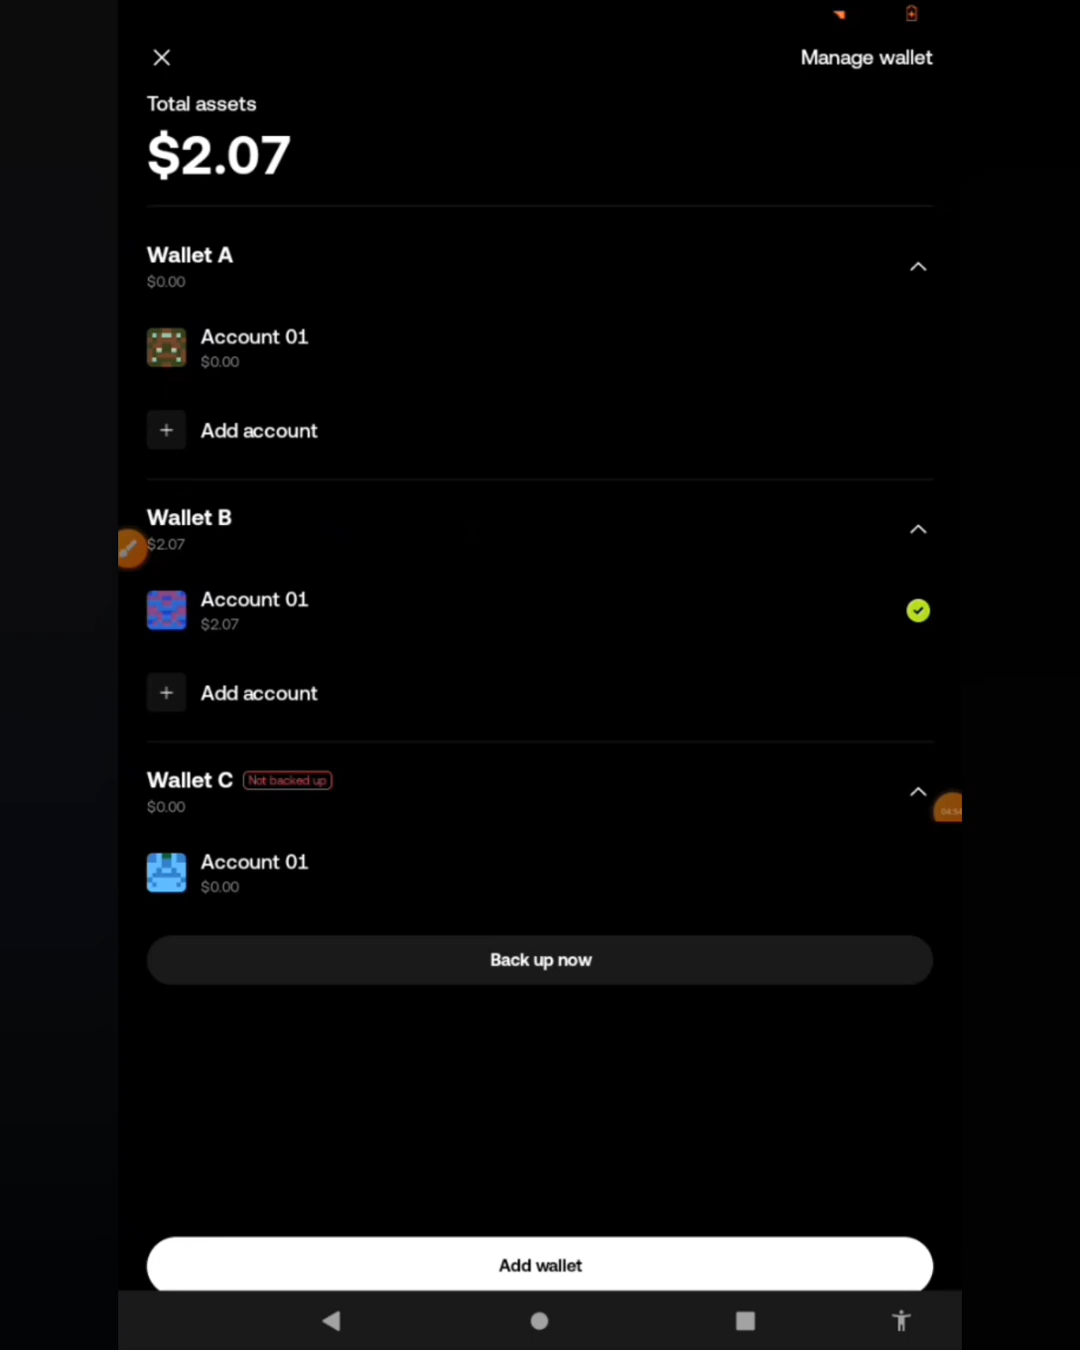 Manage wallet
Total assets
$2.07
Wallet A
$0.00
Account 01
$0.00
Add account
Wallet B
$2.07
Account 01
$2.07
Add account
Wallet C Not backed up
$0.00
Account 01
$0.00
Back up now
Add wallet